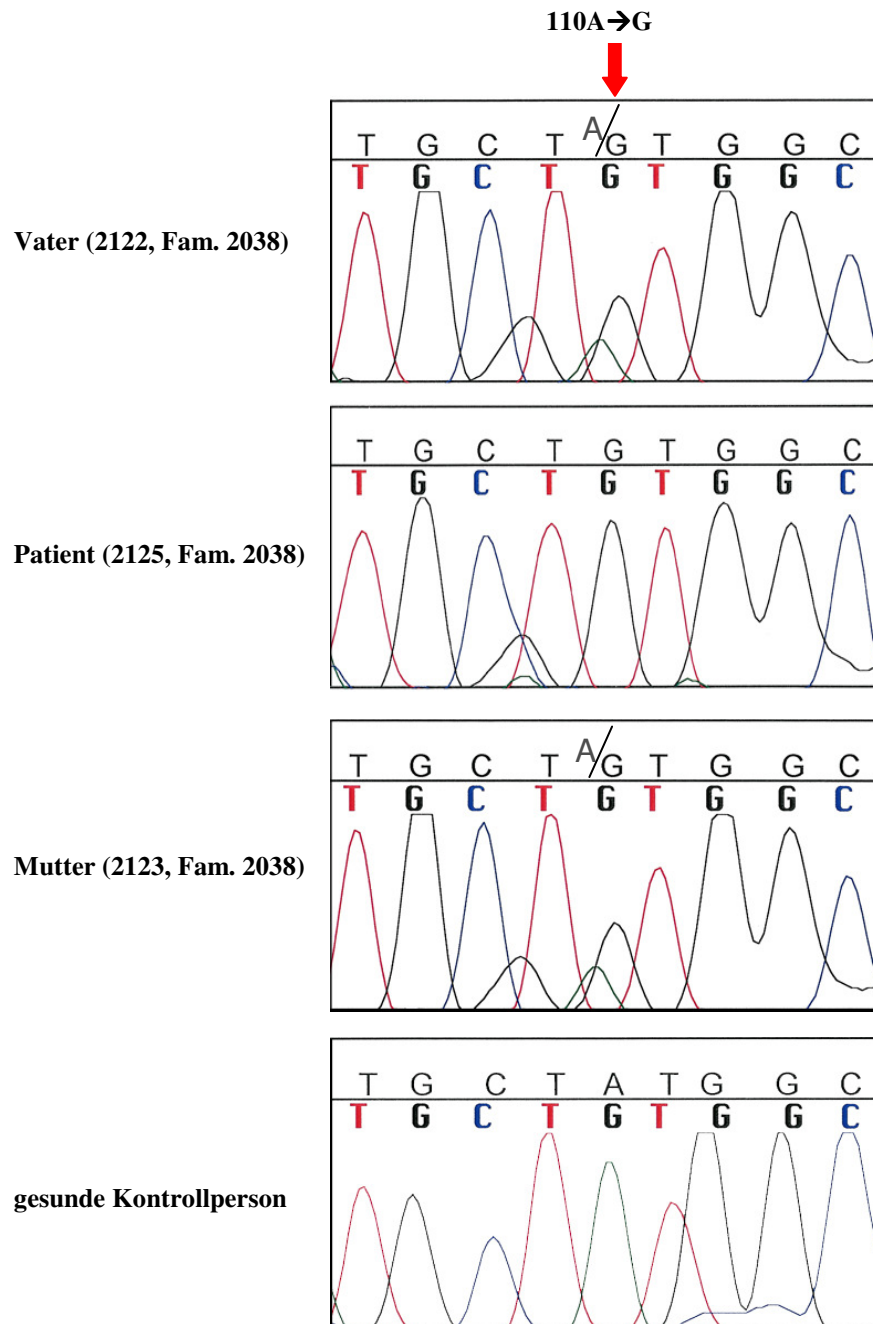 110A→G
T G C T A/G T G G C
T G C T G T G G C
Vater (2122, Fam. 2038)
T G C T G T G G C
T G C T G T G G C
Patient (2125, Fam. 2038)
T G C T A/G T G G C
T G C T G T G G C
Mutter (2123, Fam. 2038)
T G C T A T G G C
T G C T G T G G C
gesunde Kontrollperson